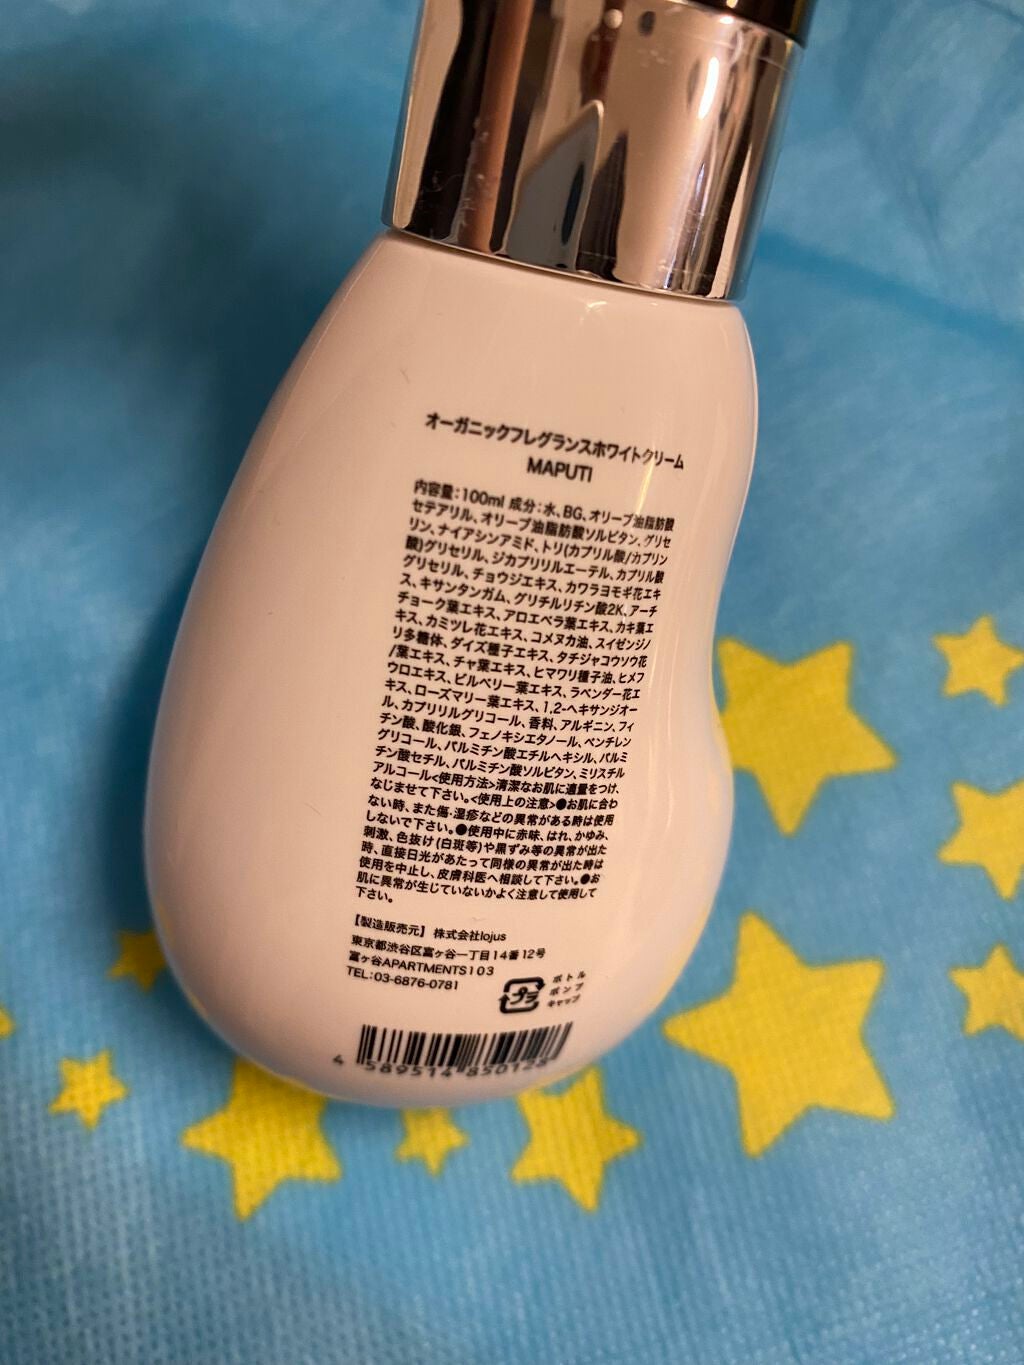 オーガニックフレグランスホワイトクリーム
MAPUTI
内容量:100ml 成分:水、BG、オリーブ油脂肪酸
セテアリル、オリーブ油脂肪酸ソルビタン、グリセ
リン、ナイアシンアミド、トリ(カプリル酸/カプリン
酸)グリセリル、ジカプリリルエーテル、カプリル酸
グリセリル、チョウジエキス、カワラヨモギ花エキ
ス、キサンタンガム、グリチルリチン酸2K、アーチ
チョーク葉エキス、アロエベラ葉エキス、カキ葉エ
キス、カミツレ花エキス、コメヌカ油、スイゼンジノ
リ多糖体、ダイズ種子エキス、タチジャコウソウ花
/葉エキス、チャ葉エキス、ヒマワリ種子油、ヒメフ
ウロエキス、ビルベリー葉エキス、ラベンダー花エ
キス、ローズマリー葉エキス、1,2-ヘキサンジオー
ル、カプリリルグリコール、香料、アルギニン、フィ
チン酸、酸化銀、フェノキシエタノール、ペンチレン
グリコール、パルミチン酸エチルヘキシル、パルミ
チン酸セチル、パルミチン酸ソルビタン、ミリスチル
アルコール<使用方法>清潔なお肌に適量をつけ、
なじませて下さい。<使用上の注意>●お肌に合わ
ない時、また傷・湿疹などの異常がある時は使用
しないで下さい。●使用中に赤味、はれ、かゆみ、
刺激、色抜け(白斑等)や黒ずみ等の異常が出た
時、直接日光があたって同様の異常が出た時は
使用を中止し、皮膚科医へ相談して下さい。●お
肌に異常が生じていないかよく注意して使用して
下さい。
【製造販売元】株式会社lojus
東京都渋谷区富ヶ谷一丁目14番12号
富ヶ谷APARTMENTS103
TEL:03-6876-0781
プラ
ボトル
ポンプ
キャップ
4 589514 850128